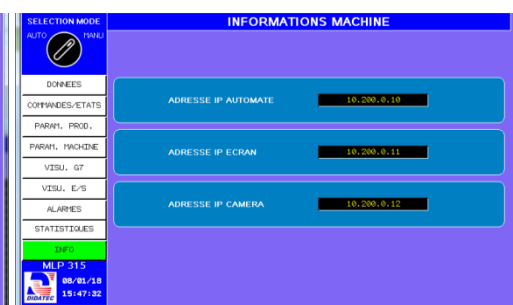 SELECTION MODE
INFORMATIONS MACHINE
AUTO
MANU
DONNEES
COMMANDES/ETATS
PARAM. PROD.
PARAM. MACHINE
VISU. G7
VISU. E/S
ALARMES
STATISTIQUES
INFO
MLP 315
08/01/18
15:47:32
DIDATEC
ADRESSE IP AUTOMATE 10.200.0.10
ADRESSE IP ECRAN 10.200.0.11
ADRESSE IP CAMERA 10.200.0.12